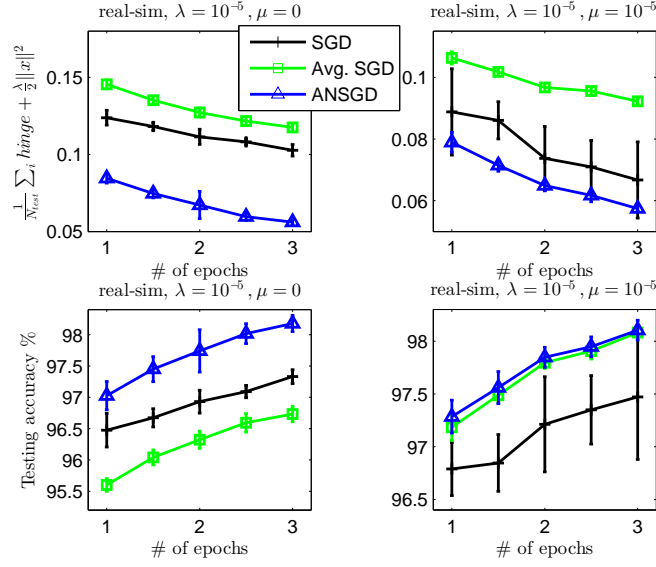 real-sim, λ = 10⁻⁵, μ = 0
real-sim, λ = 10⁻⁵, μ = 10⁻⁵
SGD
Avg. SGD
ANSGD
1/N_test ∑_i hinge + λ/2 ||x||²
0.15
0.1
0.05
1
2
3
# of epochs
0.1
0.08
0.06
1
2
3
# of epochs
real-sim, λ = 10⁻⁵, μ = 0
real-sim, λ = 10⁻⁵, μ = 10⁻⁵
Testing accuracy %
98
97.5
97
96.5
96
95.5
1
2
3
# of epochs
98
97.5
97
96.5
1
2
3
# of epochs